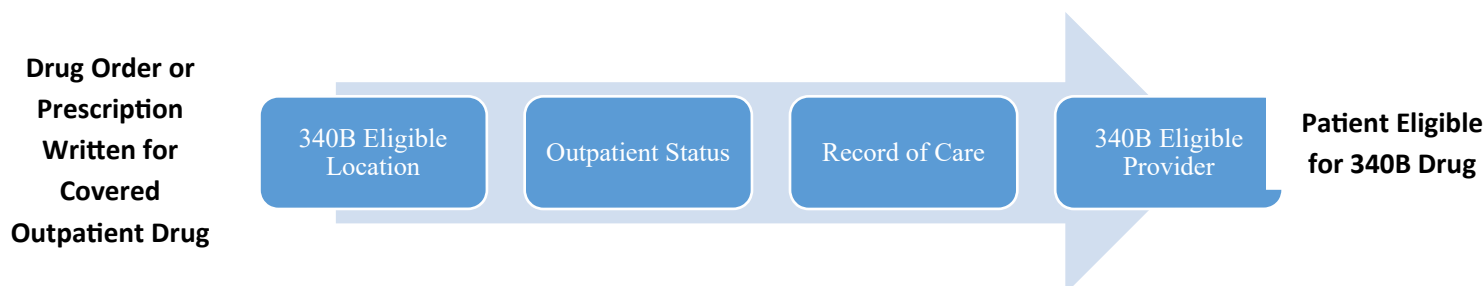 Drug Order or
Prescription
Written for
Covered
Outpatient Drug
340B Eligible
Location
Outpatient Status
Record of Care
340B Eligible
Provider
Patient Eligible
for 340B Drug